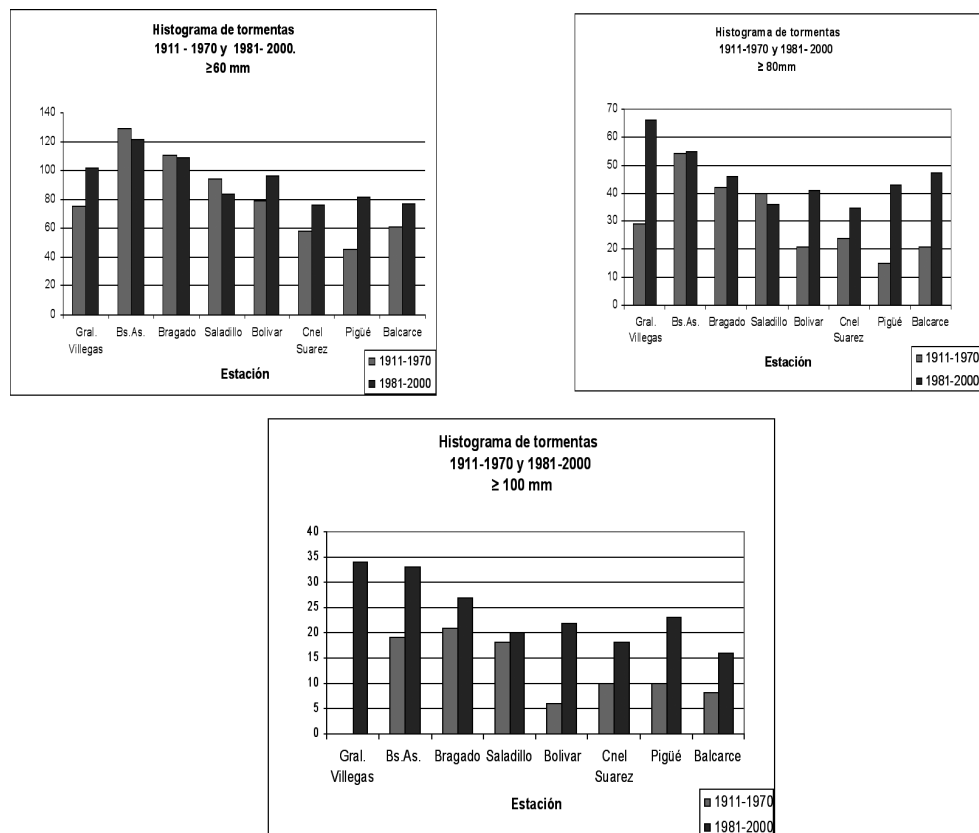 Histograma de tormentas
1911 - 1970 y 1981- 2000.
≥60 mm
140
120
100
80
60
40
20
0
Gral. Villegas
Bs.As.
Bragado
Saladillo
Bolivar
Cnel Suarez
Pigüé
Balcarce
Estación
1911-1970
1981-2000
Histograma de tormentas
1911-1970 y 1981- 2000
≥ 80mm
70
60
50
40
30
20
10
0
Gral. Villegas
Bs.As.
Bragado
Saladillo
Bolivar
Cnel Suarez
Pigüé
Balcarce
Estación
1911-1970
1981-2000
Histograma de tormentas
1911-1970 y 1981-2000
≥ 100 mm
40
35
30
25
20
15
10
5
0
Gral. Villegas
Bs.As.
Bragado
Saladillo
Bolivar
Cnel Suarez
Pigüé
Balcarce
Estación
1911-1970
1981-2000